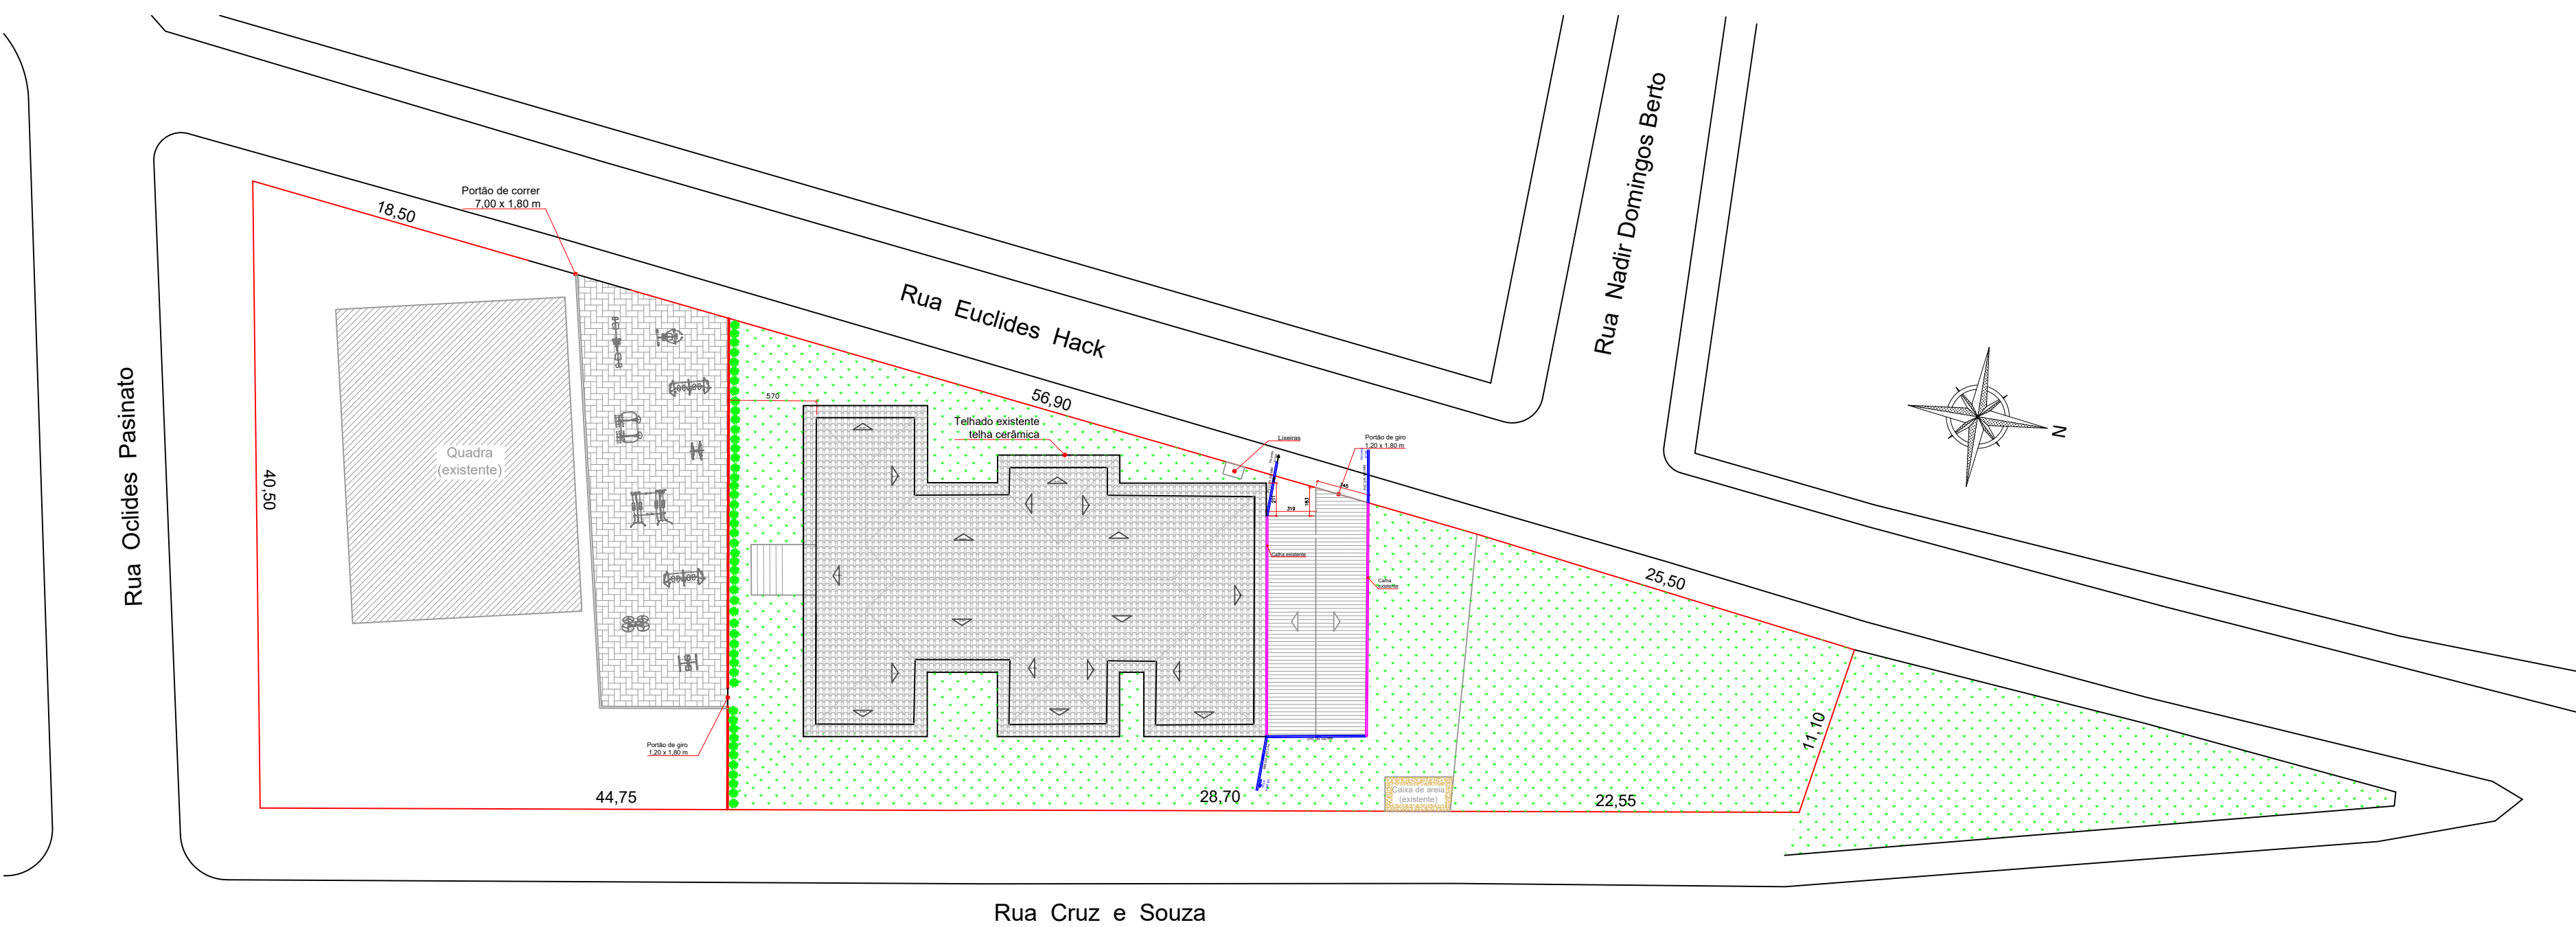 Rua Oclides Pasinato
Rua Euclides Hack
Rua Nadir Domingos Berto
Rua Cruz e Souza
18,50
Portão de correr
7,00 x 1,80 m
40,50
Quadra
(existente)
570
56,90
Telhado existente
telha cerâmica
Lixeiras
Portão de giro
1,20 x 1,80 m
319
Calha existente
Calha
existente
25,50
11,10
N
Portão de giro
1,20 x 1,80 m
44,75
28,70
22,55
Caixa de areia
(existente)